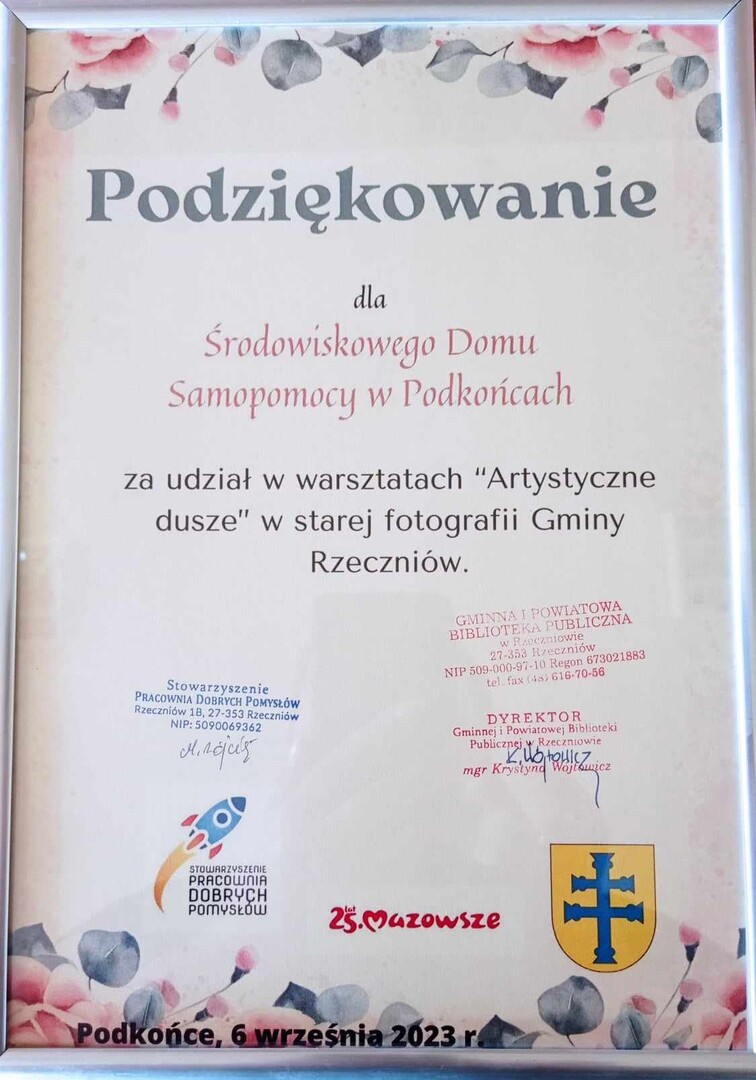 Podziękowanie
dla
Środowiskowego Domu
Samopomocy w Podkońcach
za udział w warsztatach “Artystyczne
dusze” w starej fotografii Gminy
Rzeczniów.
GMINNA I POWIATOWA
BIBLIOTEKA PUBLICZNA
w Rzeczniowie
27-353 Rzeczniów
NIP 509-000-97-10 Regon 673021883
tel. fax (48) 616-70-56
Stowarzyszenie
PRACOWNIA DOBRYCH POMYSŁÓW
Rzeczniów 1B, 27-353 Rzeczniów
NIP: 5090069362
DYREKTOR
Gminnej i Powiatowej Biblioteki
Publicznej w Rzeczniowie
K. Wójtowicz
mgr Krystyna Wójtowicz
STOWARZYSZENIE
PRACOWNIA
DOBRYCH
POMYSŁÓW
25 lat. Mazowsze
Podkońce, 6 września 2023 r.